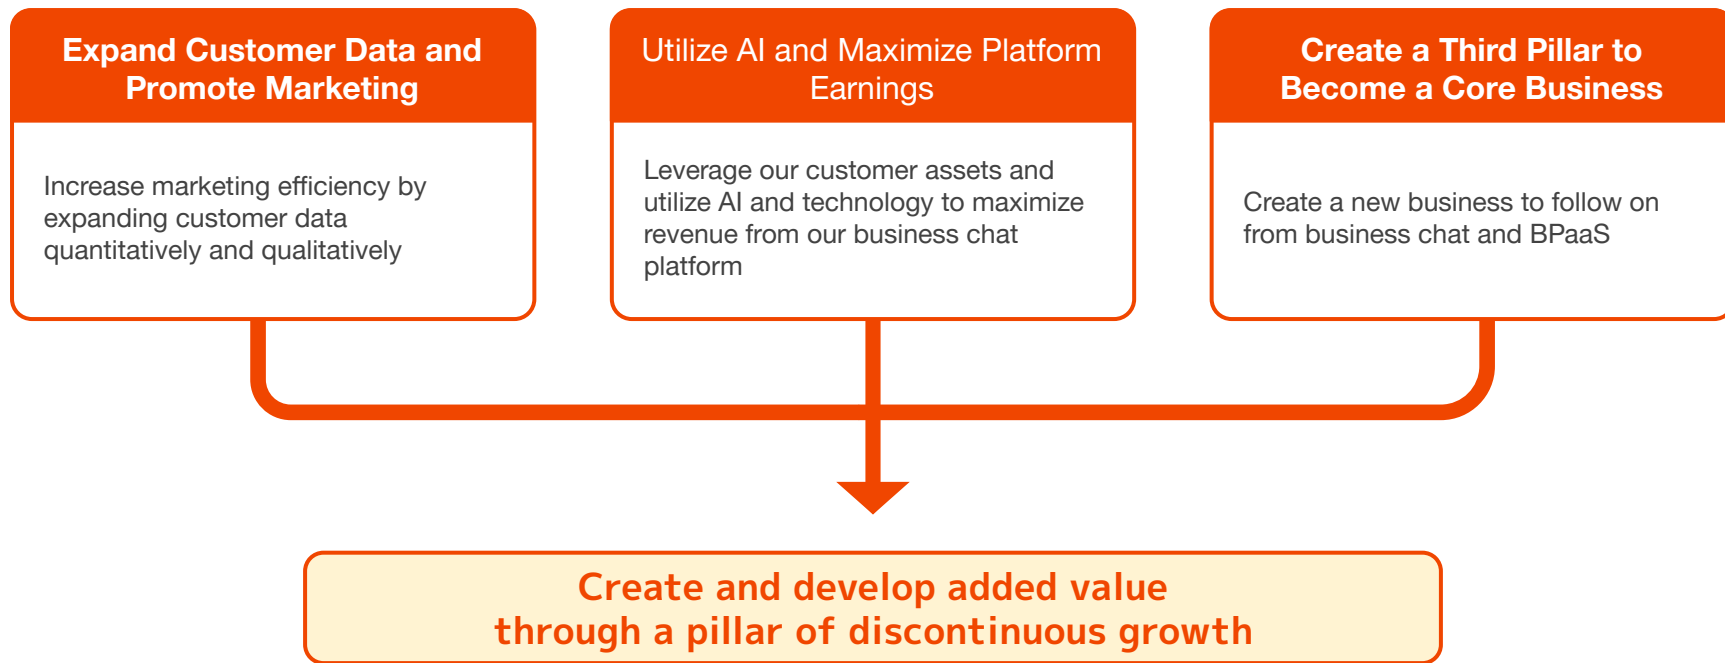 Expand Customer Data and
Promote Marketing
Increase marketing efficiency by
expanding customer data
quantitatively and qualitatively
Utilize AI and Maximize Platform
Earnings
Leverage our customer assets and
utilize AI and technology to maximize
revenue from our business chat
platform
Create a Third Pillar to
Become a Core Business
Create a new business to follow on
from business chat and BPaaS
Create and develop added value
through a pillar of discontinuous growth